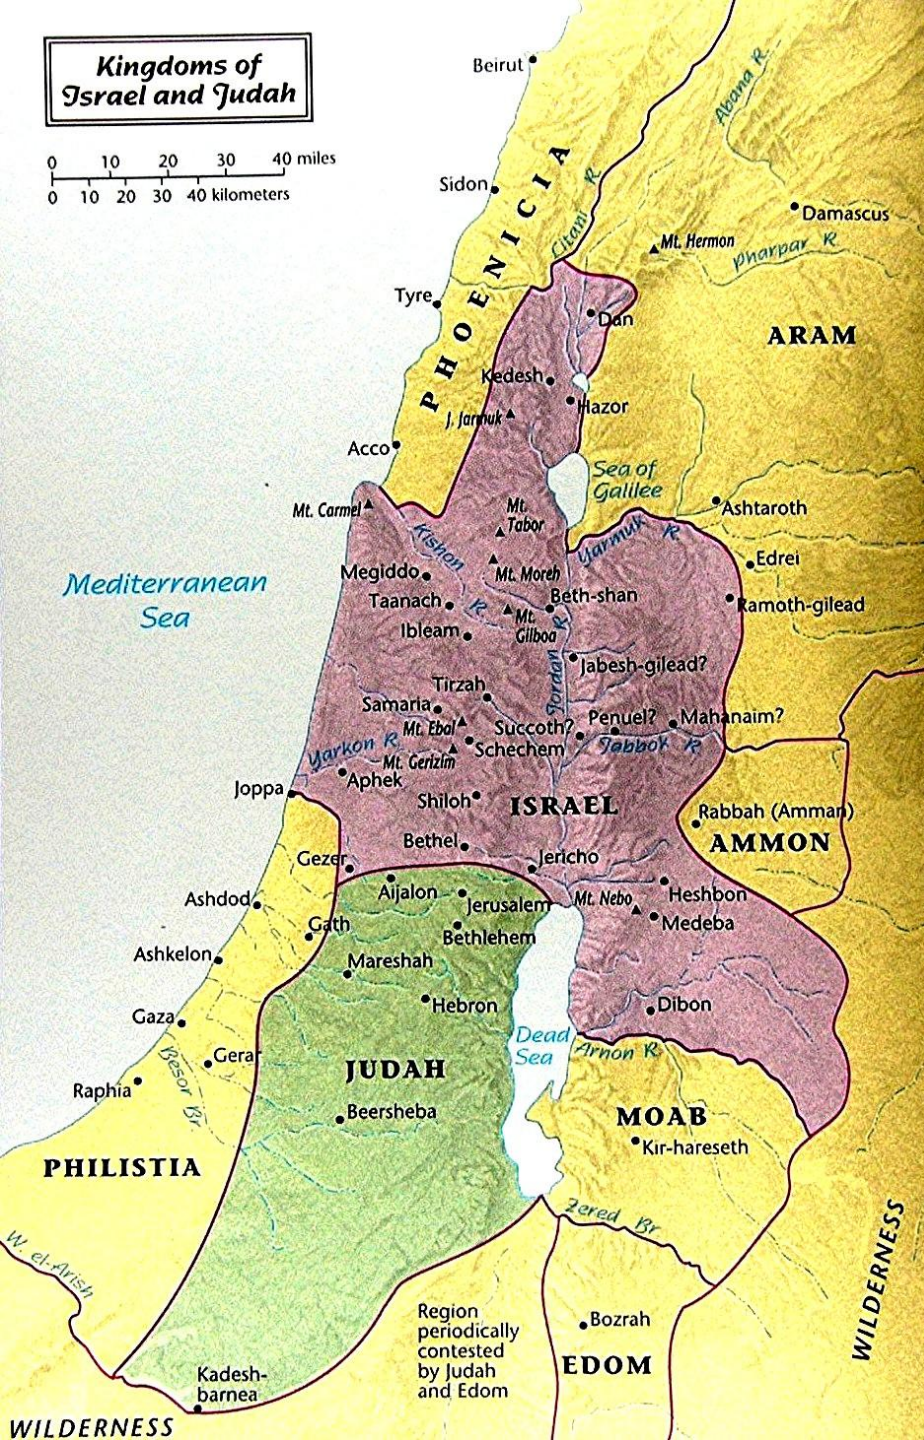 Kingdoms of
Israel and Judah
0 10 20 30 40 miles
0 10 20 30 40 kilometers
Beirut
Abana R.
Sidon
PHOENICIA
Litani R.
Damascus
Mt. Hermon
Pharpar R.
Tyre
Dan
ARAM
Kedesh
Hazor
J. Jarmuk
Acco
Sea of
Galilee
Mt. Carmel
Mt.
Tabor
Ashtaroth
Kishon R.
Yarmuk R.
Edrei
Mediterranean
Sea
Megiddo
Mt. Moreh
Taanach
Beth-shan
Ramoth-gilead
Mt.
Gilboa
Ibleam
Jordan R.
Jabesh-gilead?
Tirzah
Samaria
Mt. Ebal
Succoth?
Penuel?
Mahanaim?
Yarkon R.
Schechem
Jabbok R.
Mt. Gerizim
Aphek
Joppa
Shiloh
ISRAEL
Rabbah (Amman)
AMMON
Bethel
Jericho
Gezer
Aijalon
Jerusalem
Mt. Nebo
Heshbon
Ashdod
Medeba
Gath
Bethlehem
Ashkelon
Mareshah
Hebron
Dibon
Gaza
Dead
Sea
Arnon R.
Gerar
JUDAH
Besor Br.
Raphia
Beersheba
MOAB
Kir-hareseth
PHILISTIA
Zered Br.
W. el-Arish
WILDERNESS
Region
periodically
contested
by Judah
and Edom
Bozrah
EDOM
Kadesh-
barnea
WILDERNESS